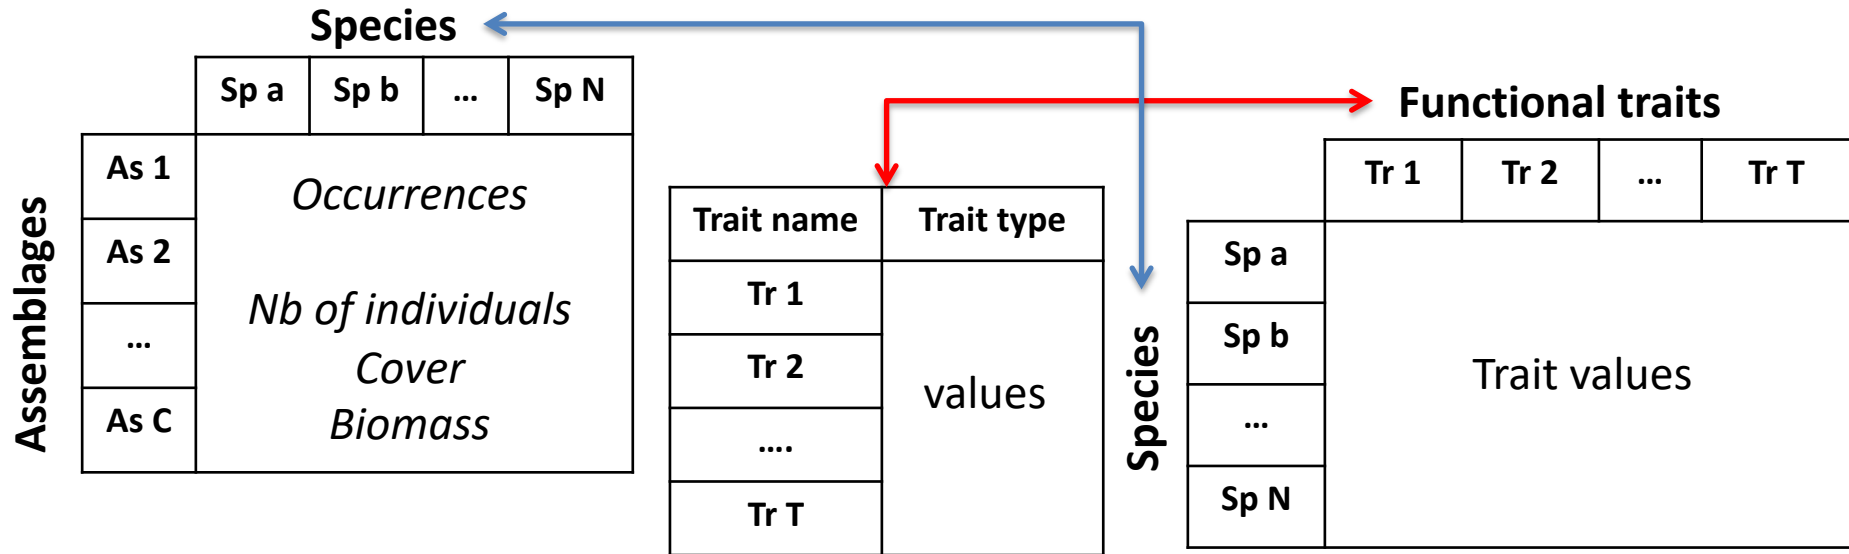 Species
Sp a Sp b ... Sp N
Assemblages
As 1
As 2
...
As C
Occurrences
Nb of individuals
Cover
Biomass
Trait name Trait type
Tr 1
Tr 2
....
Tr T
values
Functional traits
Tr 1 Tr 2 ... Tr T
Species
Sp a
Sp b
...
Sp N
Trait values